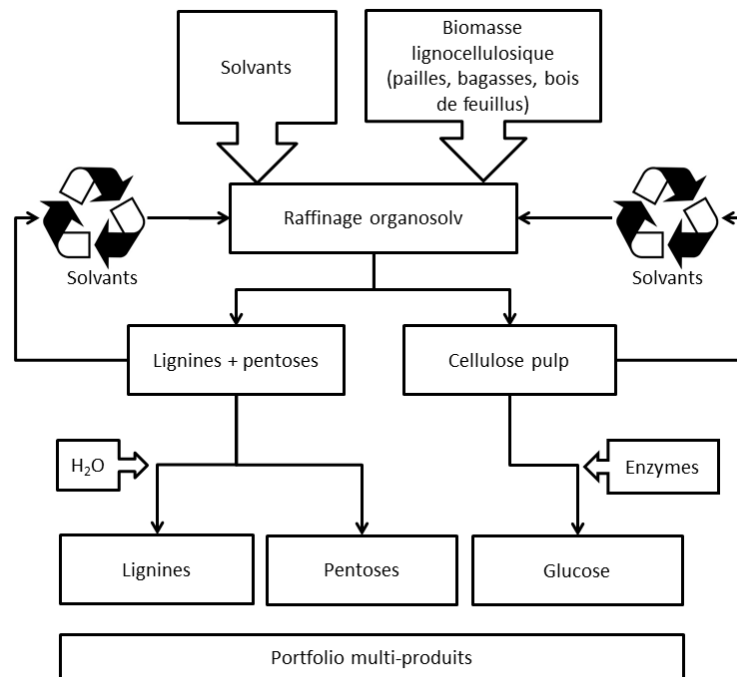 Solvants
Biomasse
lignocellulosique
(pailles, bagasses, bois
de feuillus)
Raffinage organosolv
Solvants
Solvants
Lignines + pentoses
Cellulose pulp
H₂O
Enzymes
Lignines
Pentoses
Glucose
Portfolio multi-produits